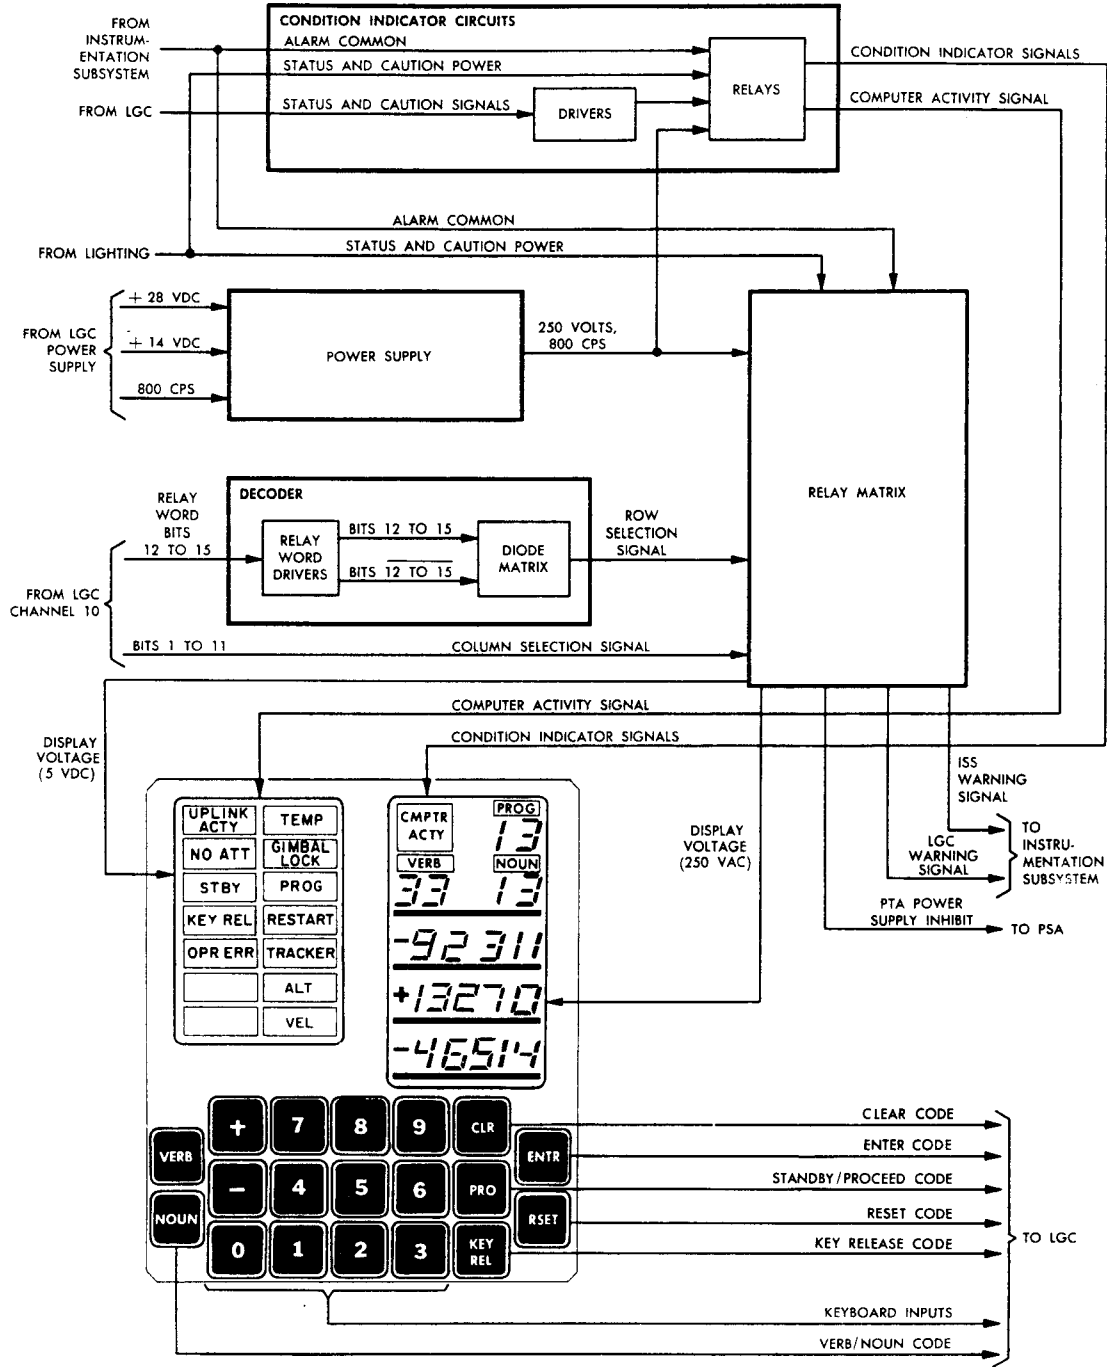 CONDITION INDICATOR CIRCUITS
FROM
INSTRUM-
ENTATION
SUBSYSTEM
ALARM COMMON
STATUS AND CAUTION POWER
FROM LGC
STATUS AND CAUTION SIGNALS
DRIVERS
RELAYS
CONDITION INDICATOR SIGNALS
COMPUTER ACTIVITY SIGNAL
ALARM COMMON
FROM LIGHTING
STATUS AND CAUTION POWER
+ 28 VDC
FROM LGC
POWER
SUPPLY
+ 14 VDC
800 CPS
POWER SUPPLY
250 VOLTS,
800 CPS
RELAY MATRIX
DECODER
RELAY
WORD
BITS
12 TO 15
RELAY
WORD
DRIVERS
BITS 12 TO 15
BITS 12 TO 15
DIODE
MATRIX
ROW
SELECTION
SIGNAL
FROM LGC
CHANNEL 10
BITS 1 TO 11
COLUMN SELECTION SIGNAL
COMPUTER ACTIVITY SIGNAL
CONDITION INDICATOR SIGNALS
DISPLAY
VOLTAGE
(5 VDC)
ISS
WARNING
SIGNAL
DISPLAY
VOLTAGE
(250 VAC)
LGC
WARNING
SIGNAL
TO
INSTRU-
MENTATION
SUBSYSTEM
PTA POWER
SUPPLY INHIBIT
TO PSA
UPLINK
ACTY
TEMP
NO ATT
GIMBAL
LOCK
STBY
PROG
KEY REL
RESTART
OPR ERR
TRACKER
ALT
VEL
CMPTR
ACTY
PROG
13
VERB
NOUN
33
13
-92311
+13270
-46514
VERB
NOUN
+
7
8
9
CLR
-
4
5
6
PRO
0
1
2
3
KEY
REL
ENTR
RSET
CLEAR CODE
ENTER CODE
STANDBY/PROCEED CODE
RESET CODE
KEY RELEASE CODE
TO LGC
KEYBOARD INPUTS
VERB/NOUN CODE